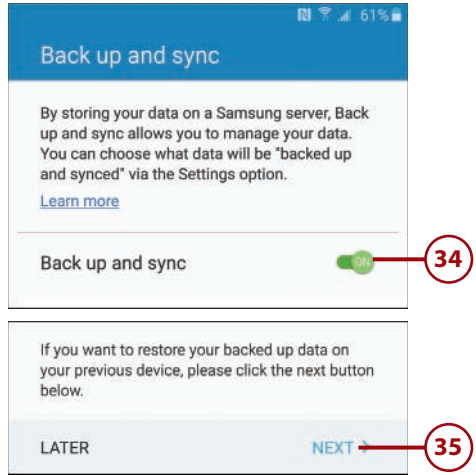 61%
Back up and sync
By storing your data on a Samsung server, Back
up and sync allows you to manage your data.
You can choose what data will be "backed up
and synced" via the Settings option.
Learn more
Back up and sync ON
34
If you want to restore your backed up data on
your previous device, please click the next button
below.
LATER NEXT
35